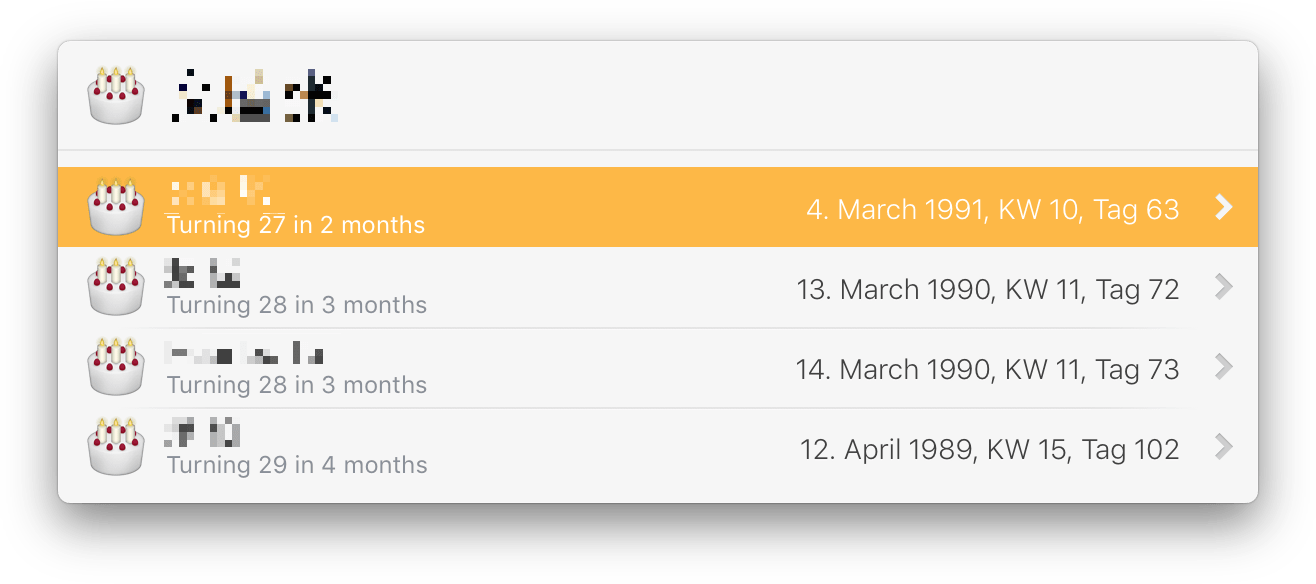 Turning 27 in 2 months
4. March 1991, KW 10, Tag 63
Turning 28 in 3 months
13. March 1990, KW 11, Tag 72
Turning 28 in 3 months
14. March 1990, KW 11, Tag 73
Turning 29 in 4 months
12. April 1989, KW 15, Tag 102